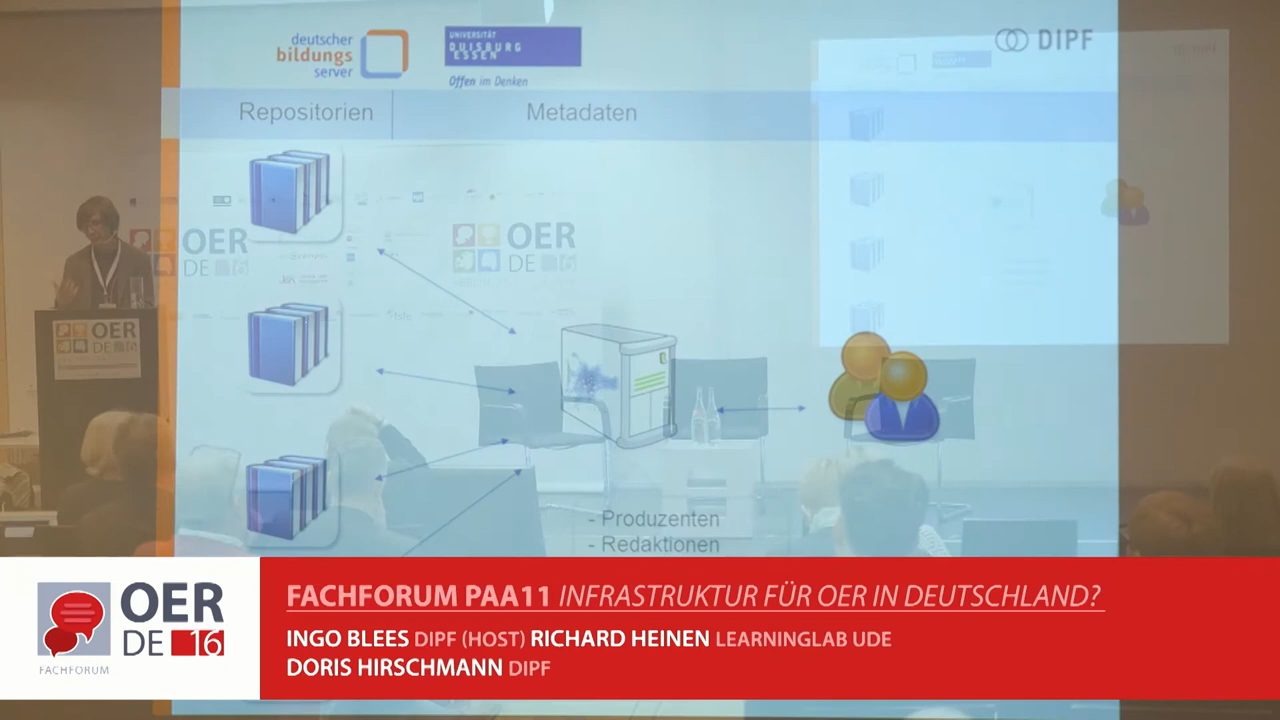 deutscher
bildungs
server
UNIVERSITÄT
DUISBURG
ESSEN
Offen im Denken
DIPF
Repositorien
Metadaten
OER
DE
OER
DE
OER
DE 16
- Produzenten
- Redaktionen
OER
DE 16
FACHFORUM
FACHFORUM PAA11 INFRASTRUKTUR FÜR OER IN DEUTSCHLAND?
INGO BLEES DIPF (HOST) RICHARD HEINEN LEARNINGLAB UDE
DORIS HIRSCHMANN DIPF